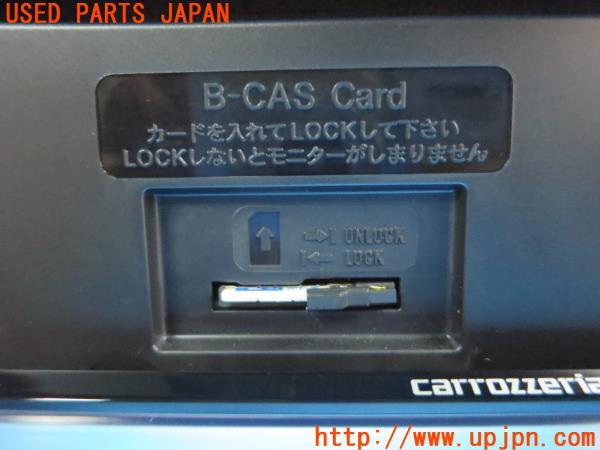 USED PARTS JAPAN
B-CAS Card
カードを入れてLOCKして下さい
LOCKしないとモニターがしまりません
UNLOCK
LOCK
carrozzeria
http://www.upjpn.com/